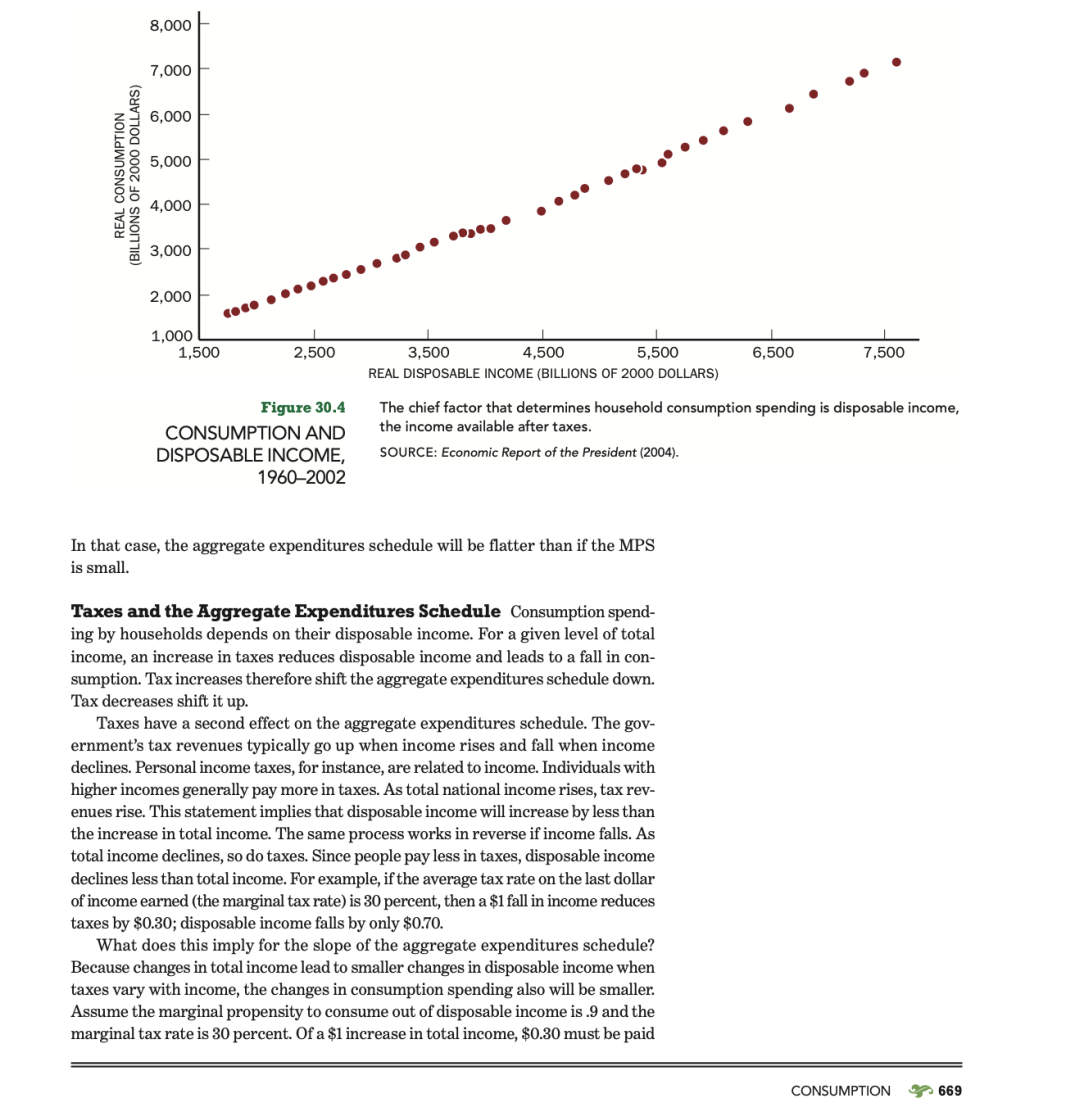 8,000
7,000
6,000
5,000
4,000
3,000
2,000
1,000
REAL CONSUMPTION
(BILLIONS OF 2000 DOLLARS)
1,500 2,500 3,500 4,500 5,500 6,500 7,500
REAL DISPOSABLE INCOME (BILLIONS OF 2000 DOLLARS)
Figure 30.4
CONSUMPTION AND
DISPOSABLE INCOME,
1960–2002
The chief factor that determines household consumption spending is disposable income,
the income available after taxes.
SOURCE: Economic Report of the President (2004).
In that case, the aggregate expenditures schedule will be flatter than if the MPS
is small.
Taxes and the Aggregate Expenditures Schedule Consumption spend-
ing by households depends on their disposable income. For a given level of total
income, an increase in taxes reduces disposable income and leads to a fall in con-
sumption. Tax increases therefore shift the aggregate expenditures schedule down.
Tax decreases shift it up.
Taxes have a second effect on the aggregate expenditures schedule. The gov-
ernment's tax revenues typically go up when income rises and fall when income
declines. Personal income taxes, for instance, are related to income. Individuals with
higher incomes generally pay more in taxes. As total national income rises, tax rev-
enues rise. This statement implies that disposable income will increase by less than
the increase in total income. The same process works in reverse if income falls. As
total income declines, so do taxes. Since people pay less in taxes, disposable income
declines less than total income. For example, if the average tax rate on the last dollar
of income earned (the marginal tax rate) is 30 percent, then a $1 fall in income reduces
taxes by $0.30; disposable income falls by only $0.70.
What does this imply for the slope of the aggregate expenditures schedule?
Because changes in total income lead to smaller changes in disposable income when
taxes vary with income, the changes in consumption spending also will be smaller.
Assume the marginal propensity to consume out of disposable income is .9 and the
marginal tax rate is 30 percent. Of a $1 increase in total income, $0.30 must be paid
CONSUMPTION 669